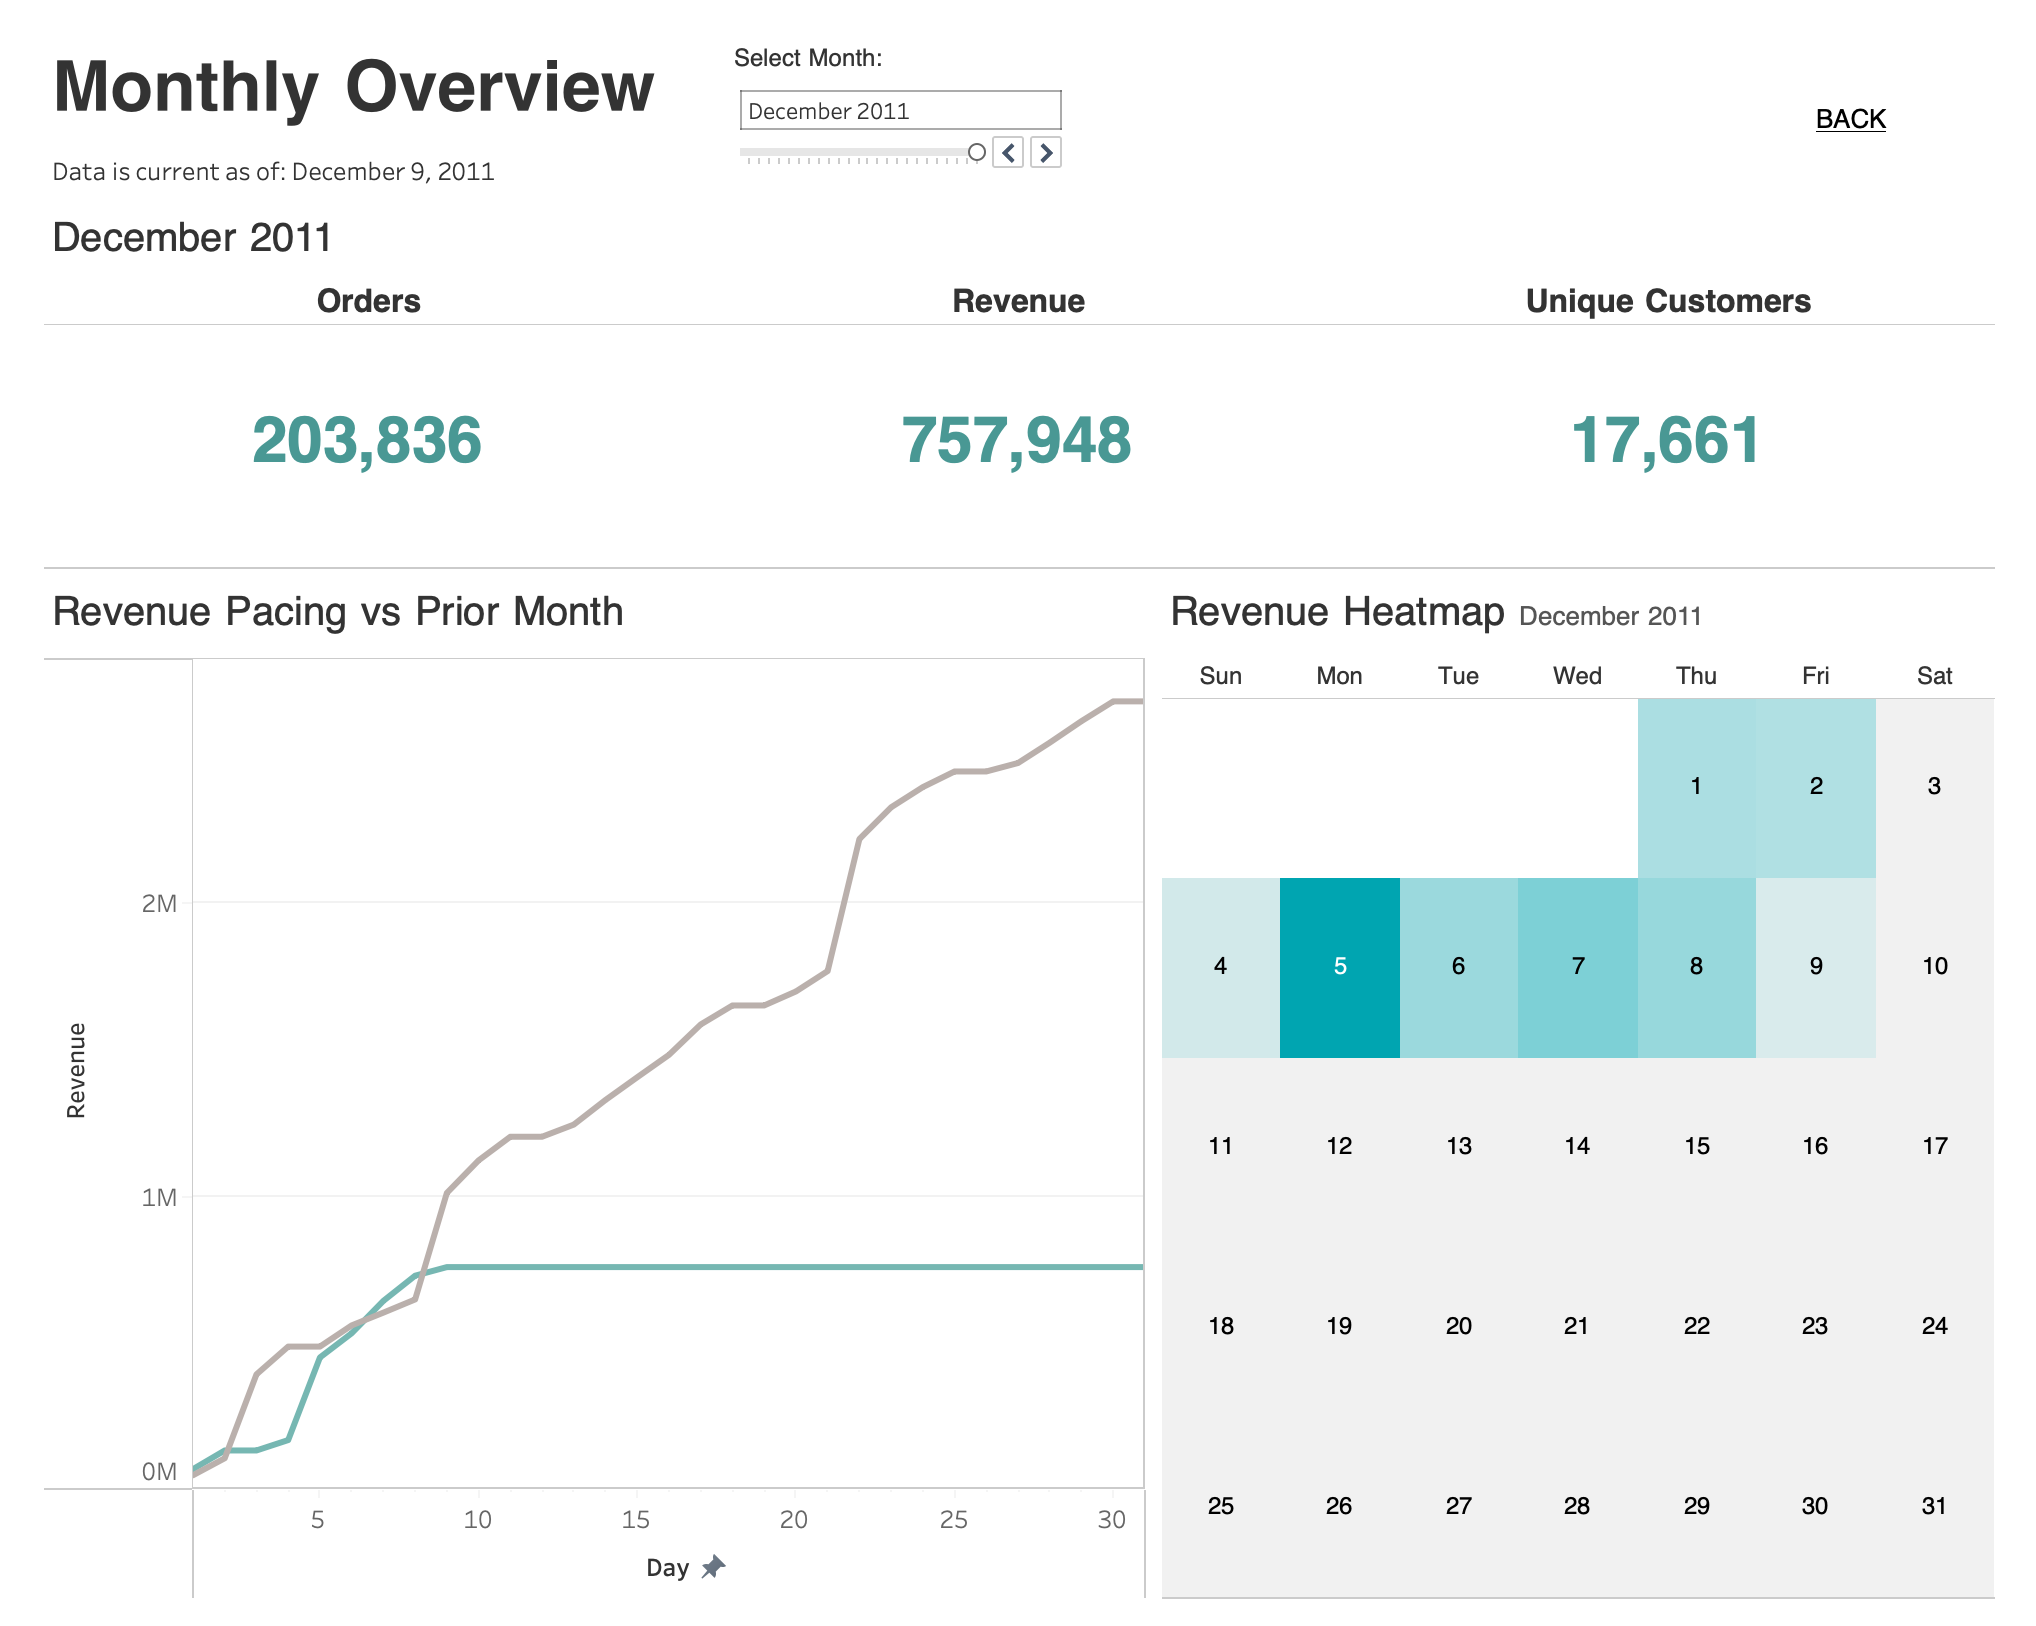 Monthly Overview
Select Month:
December 2011
BACK
Data is current as of: December 9, 2011
December 2011
Orders Revenue Unique Customers
203,836 757,948 17,661
Revenue Pacing vs Prior Month
2M
1M
0M
Revenue
5 10 15 20 25 30
Day
Revenue Heatmap December 2011
Sun Mon Tue Wed Thu Fri Sat
1 2 3
4 5 6 7 8 9 10
11 12 13 14 15 16 17
18 19 20 21 22 23 24
25 26 27 28 29 30 31